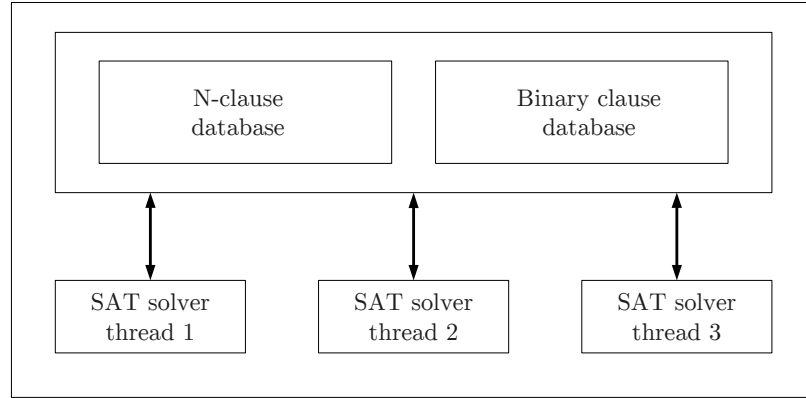 N-clause
database
Binary clause
database
SAT solver
thread 1
SAT solver
thread 2
SAT solver
thread 3